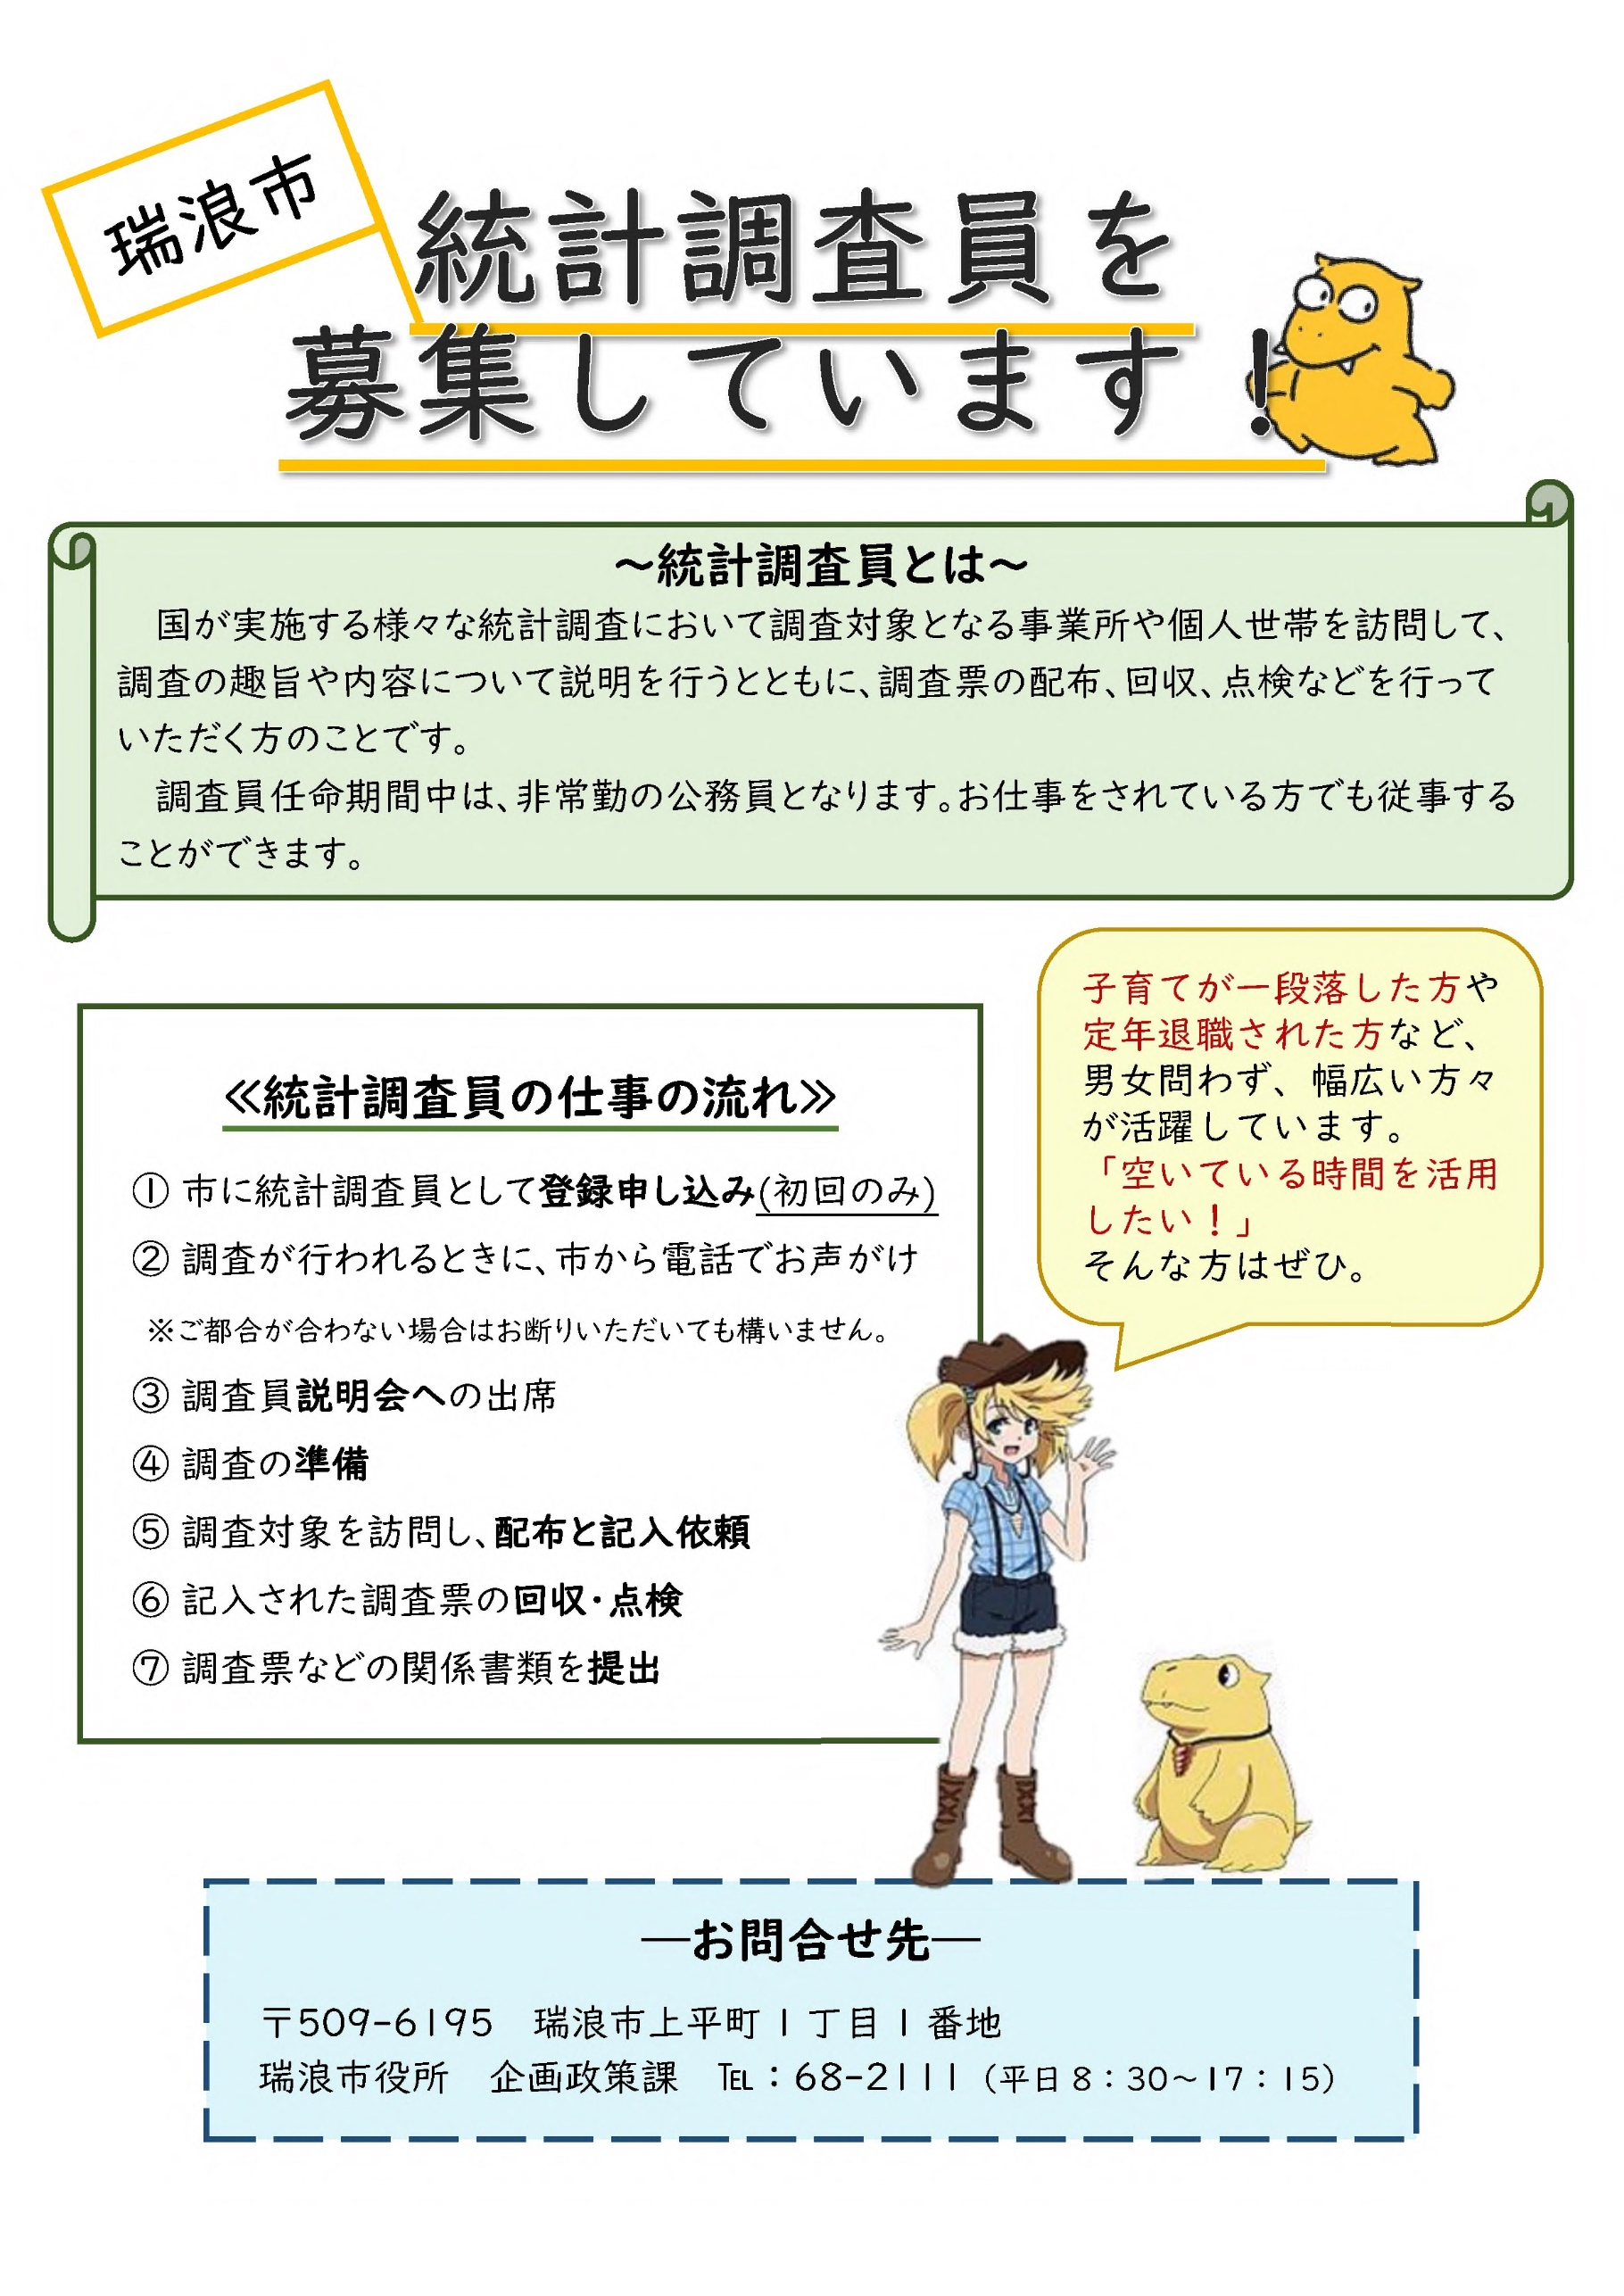 瑞浪市
統計調査員を
募集しています！
～統計調査員とは～
国が実施する様々な統計調査において調査対象となる事業所や個人世帯を訪問して、
調査の趣旨や内容について説明を行うとともに、調査票の配布、回収、点検などを行って
いただく方のことです。
調査員任命期間中は、非常勤の公務員となります。お仕事をされている方でも従事する
ことができます。
子育てが一段落した方や
定年退職された方など、
男女問わず、幅広い方々
が活躍しています。
「空いている時間を活用
したい！」
そんな方はぜひ。
≪統計調査員の仕事の流れ≫
① 市に統計調査員として登録申し込み(初回のみ)
② 調査が行われるときに、市から電話でお声がけ
※ご都合が合わない場合はお断りいただいても構いません。
③ 調査員説明会への出席
④ 調査の準備
⑤ 調査対象を訪問し、配布と記入依頼
⑥ 記入された調査票の回収・点検
⑦ 調査票などの関係書類を提出
―お問合せ先―
〒509-6195　瑞浪市上平町１丁目１番地
瑞浪市役所　企画政策課　℡：68-2111（平日8：30～17：15）